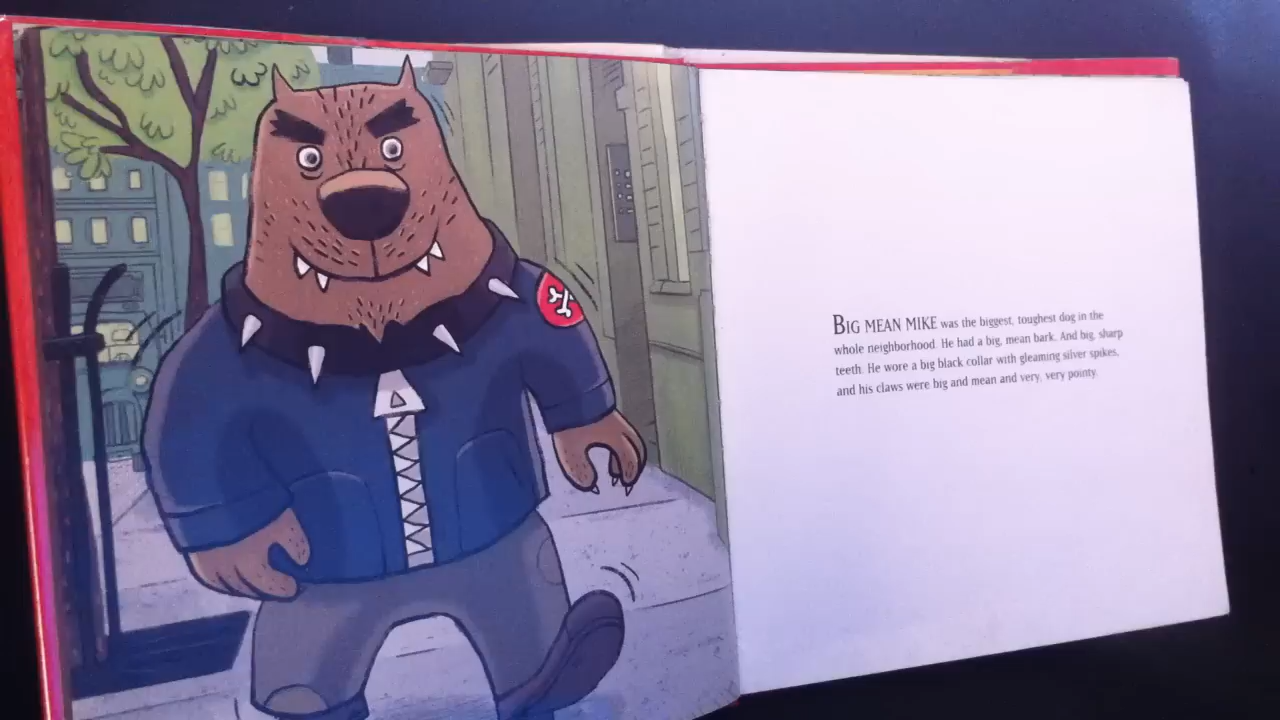 BIG MEAN MIKE was the biggest, toughest dog in the
whole neighborhood. He had a big, mean bark. And big, sharp
teeth. He wore a big black collar with gleaming silver spikes,
and his claws were big and mean and very, very pointy.